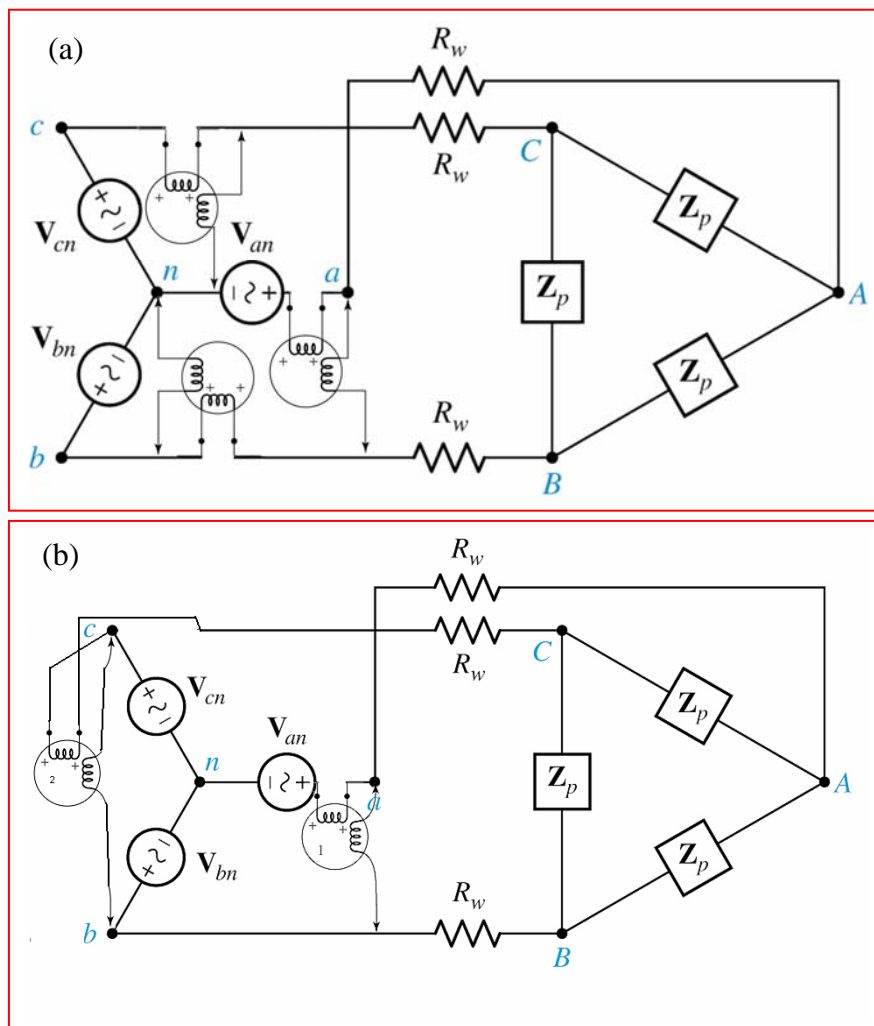 (a)
R_w
c
C
R_w
+ +
+
−
V_cn
Z_p
V_an
n
a
− +
Z_p
A
V_bn
−
+
+ +
+ +
Z_p
b
R_w
B
(b)
R_w
c
C
R_w
V_cn
+
−
V_an
Z_p
+ +
2
n
− +
a
Z_p
A
+ +
1
V_bn
−
+
Z_p
R_w
b
B